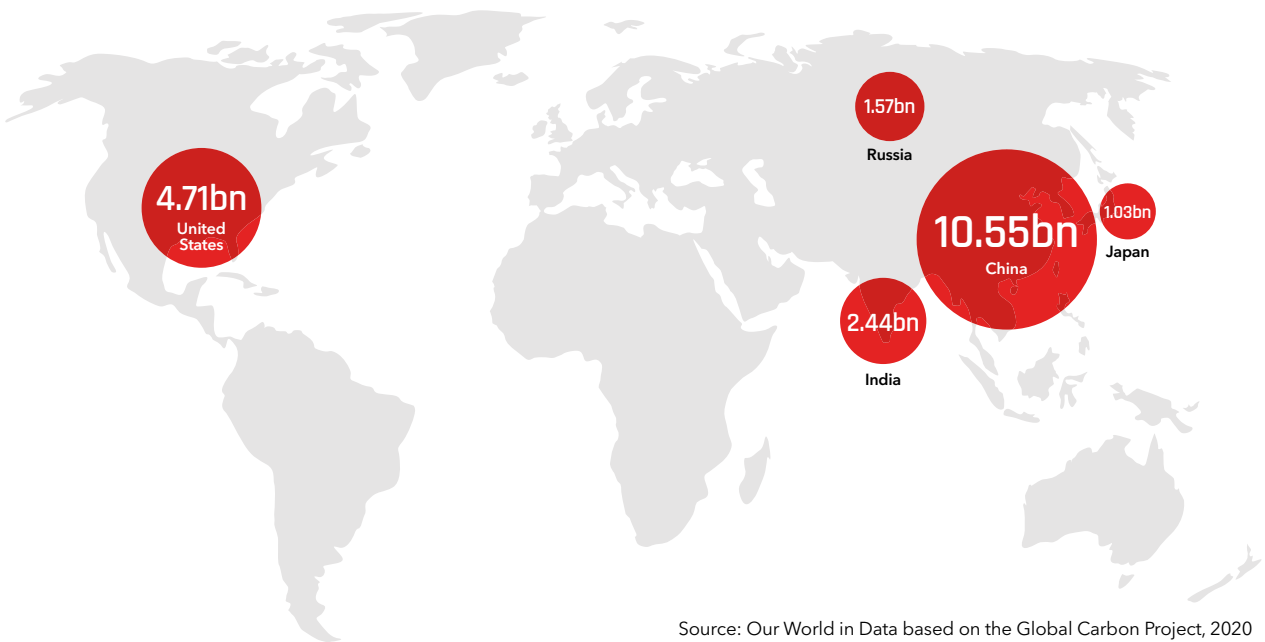 4.71bn
United
States
1.57bn
Russia
10.55bn
China
1.03bn
Japan
2.44bn
India
Source: Our World in Data based on the Global Carbon Project, 2020